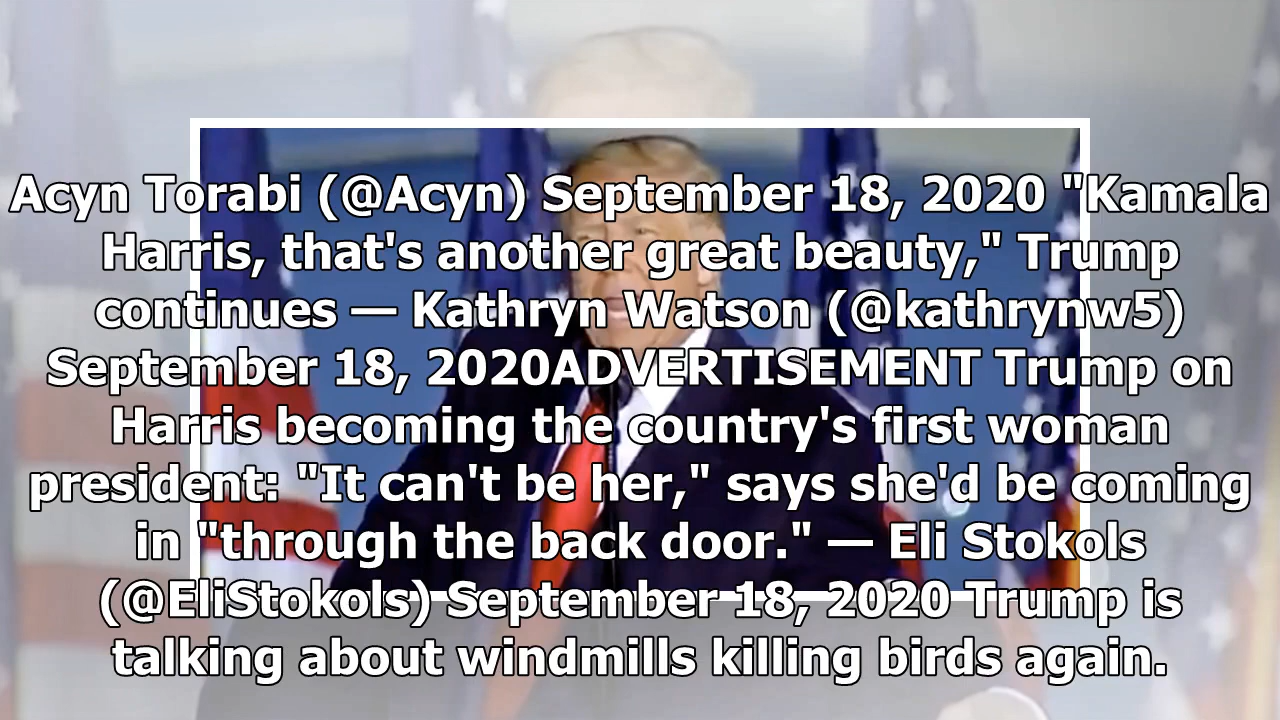 Acyn Torabi (@Acyn) September 18, 2020 "Kamala
Harris, that's another great beauty," Trump
continues — Kathryn Watson (@kathrynw5)
September 18, 2020ADVERTISEMENT Trump on
Harris becoming the country's first woman
president: "It can't be her," says she'd be coming
in "through the back door." — Eli Stokols
(@EliStokols) September 18, 2020 Trump is
talking about windmills killing birds again.